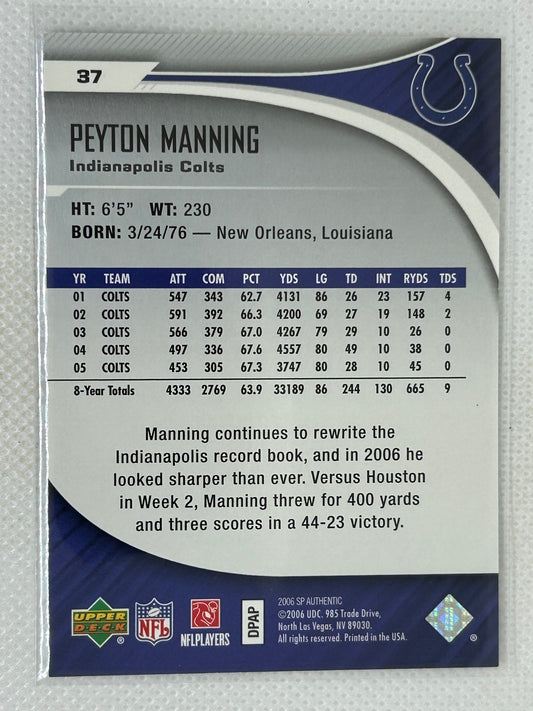 37
PEYTON MANNING
Indianapolis Colts
HT: 6'5" WT: 230
BORN: 3/24/76 — New Orleans, Louisiana
YR TEAM ATT COM PCT YDS LG TD INT RYDS TDS
01 COLTS 547 343 62.7 4131 86 26 23 157 4
02 COLTS 591 392 66.3 4200 69 27 19 148 2
03 COLTS 566 379 67.0 4267 79 29 10 26 0
04 COLTS 497 336 67.6 4557 80 49 10 38 0
05 COLTS 453 305 67.3 3747 80 28 10 45 0
8-Year Totals 4333 2769 63.9 33189 86 244 130 665 9
Manning continues to rewrite the
Indianapolis record book, and in 2006 he
looked sharper than ever. Versus Houston
in Week 2, Manning threw for 400 yards
and three scores in a 44-23 victory.
UPPER
DECK
®
NFL
NFLPLAYERS
DPAP
2006 SP AUTHENTIC
©2006 UDC. 985 Trade Drive,
North Las Vegas, NV 89030.
All rights reserved. Printed in the USA.
®